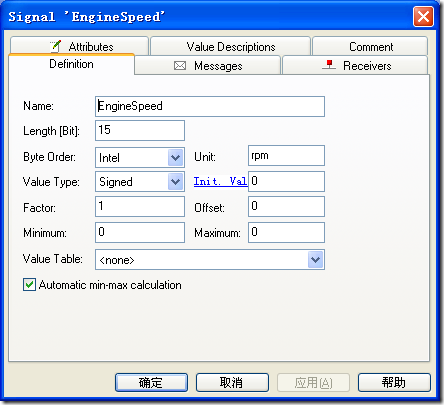 Signal 'EngineSpeed'
Attributes Value Descriptions Comment
Definition Messages Receivers
Name: EngineSpeed
Length [Bit]: 15
Byte Order: Intel Unit: rpm
Value Type: Signed Init. Val 0
Factor: 1 Offset: 0
Minimum: 0 Maximum: 0
Value Table: <none>
Automatic min-max calculation
确定 取消 应用(A) 帮助